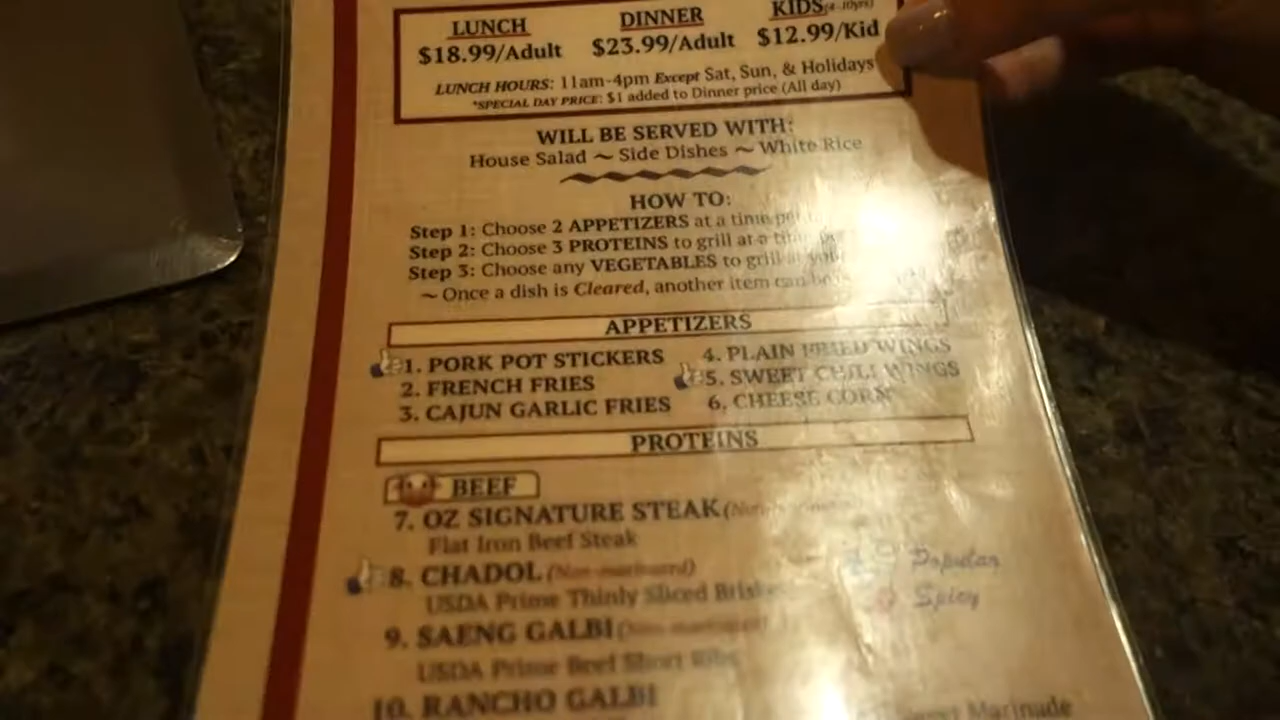 LUNCH DINNER KIDS(4-10yrs)
$18.99/Adult $23.99/Adult $12.99/Kid
LUNCH HOURS: 11am-4pm Except Sat, Sun, & Holidays
*SPECIAL DAY PRICE: $1 added to Dinner price (All day)
WILL BE SERVED WITH:
House Salad ~ Side Dishes ~ White Rice
HOW TO:
Step 1: Choose 2 APPETIZERS at a time
Step 2: Choose 3 PROTEINS to grill at a time
Step 3: Choose any VEGETABLES to grill at
~ Once a dish is Cleared, another item can be
APPETIZERS
1. PORK POT STICKERS 4. PLAIN FRIED WINGS
2. FRENCH FRIES 5. SWEET CHILI WINGS
3. CAJUN GARLIC FRIES 6. CHEESE CORN
PROTEINS
BEEF
7. OZ SIGNATURE STEAK
Flat Iron Beef Steak
8. CHADOL (Non-marinated)
USDA Prime Thinly Sliced Brisket
Popular
Spicy
9. SAENG GALBI (Non-marinated)
USDA Prime Beef Short Ribs
10. RANCHO GALBI
Marinade